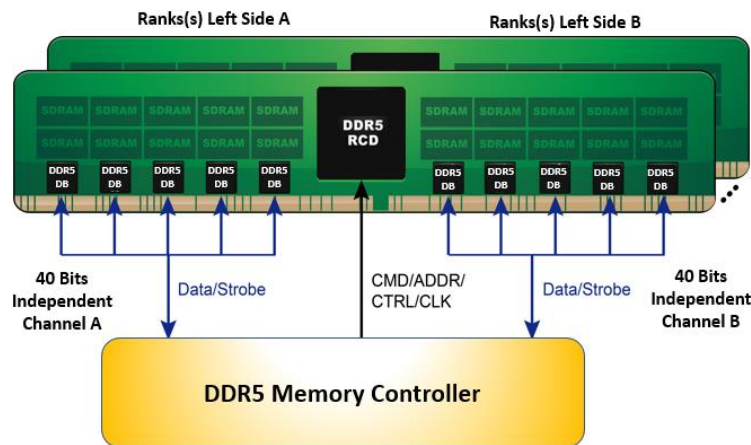 Ranks(s) Left Side A
Ranks(s) Left Side B
SDRAM SDRAM SDRAM SDRAM SDRAM
SDRAM SDRAM SDRAM SDRAM SDRAM
DDR5 DB
DDR5 DB
DDR5 DB
DDR5 DB
DDR5 DB
DDR5
RCD
SDRAM SDRAM SDRAM SDRAM SDRAM
SDRAM SDRAM SDRAM SDRAM SDRAM
DDR5 DB
DDR5 DB
DDR5 DB
DDR5 DB
DDR5 DB
40 Bits
Independent
Channel A
Data/Strobe
CMD/ADDR/
CTRL/CLK
Data/Strobe
40 Bits
Independent
Channel B
DDR5 Memory Controller